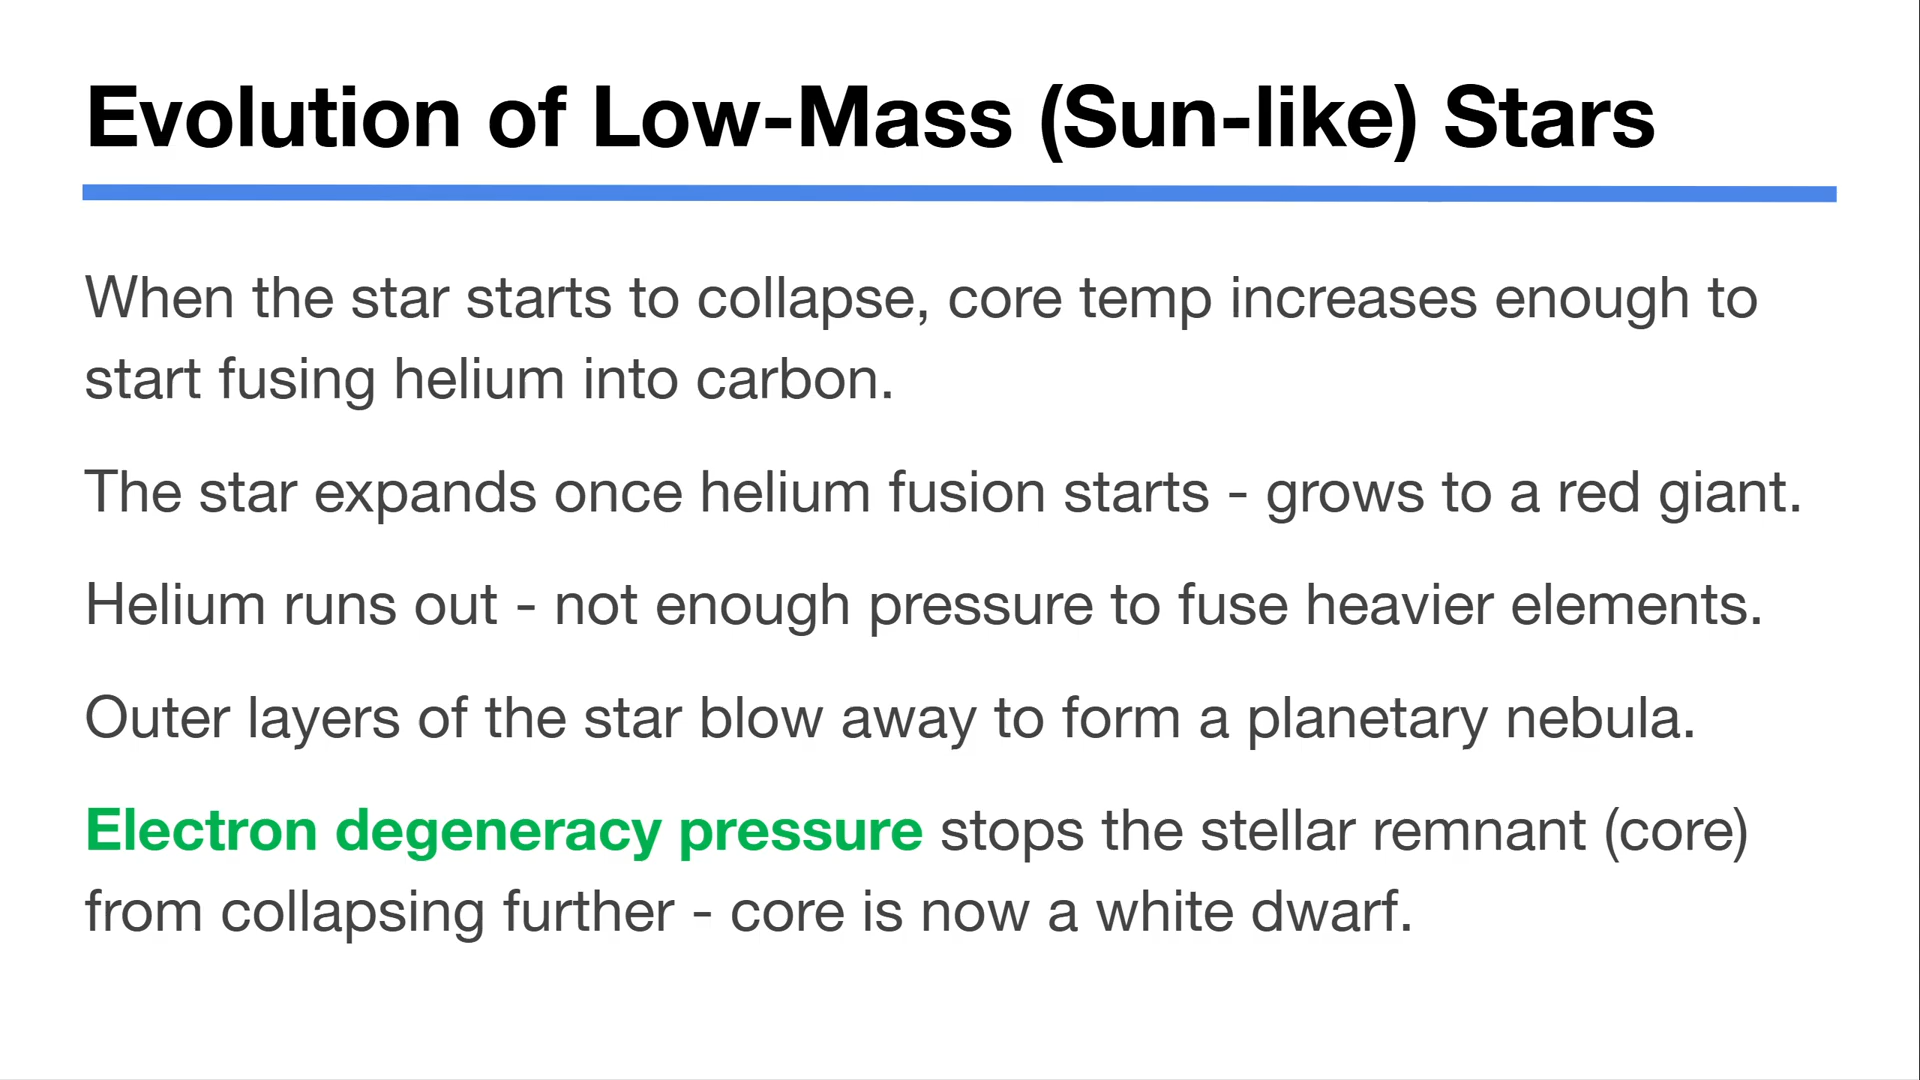 Evolution of Low-Mass (Sun-like) Stars
When the star starts to collapse, core temp increases enough to
start fusing helium into carbon.
The star expands once helium fusion starts - grows to a red giant.
Helium runs out - not enough pressure to fuse heavier elements.
Outer layers of the star blow away to form a planetary nebula.
Electron degeneracy pressure stops the stellar remnant (core)
from collapsing further - core is now a white dwarf.